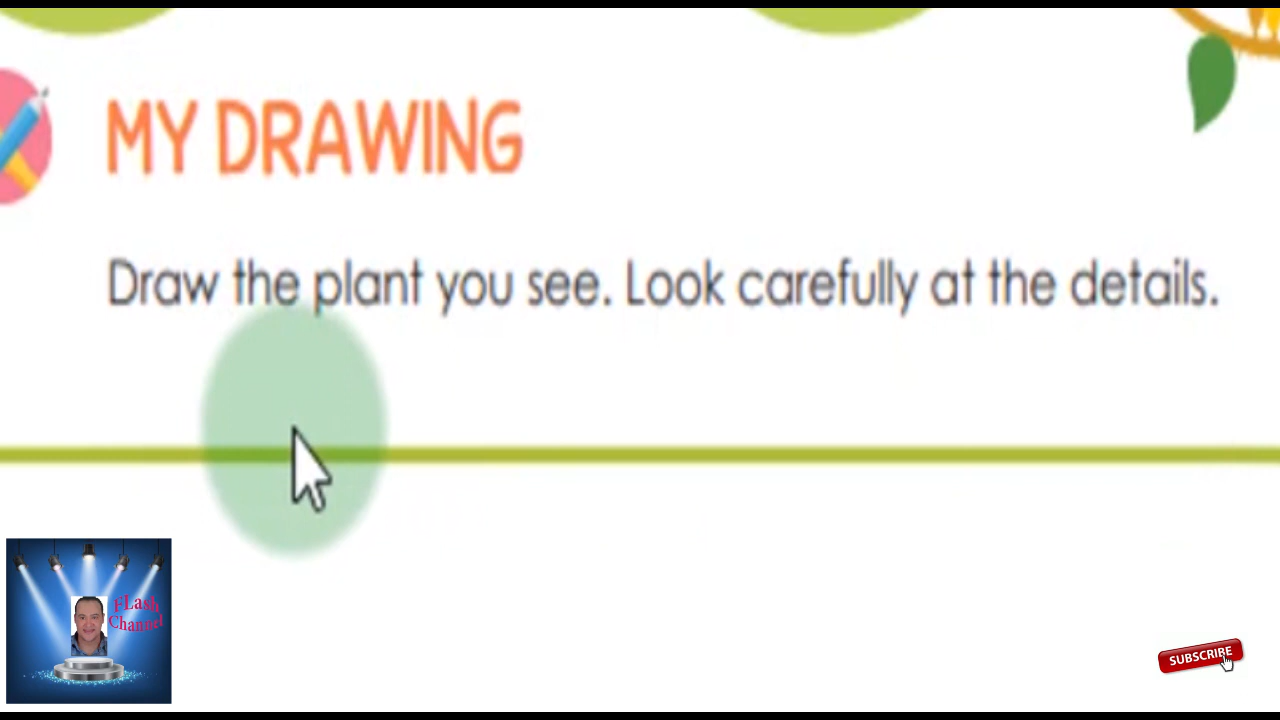 MY DRAWING
Draw the plant you see. Look carefully at the details.
FLash
Channel
SUBSCRIBE